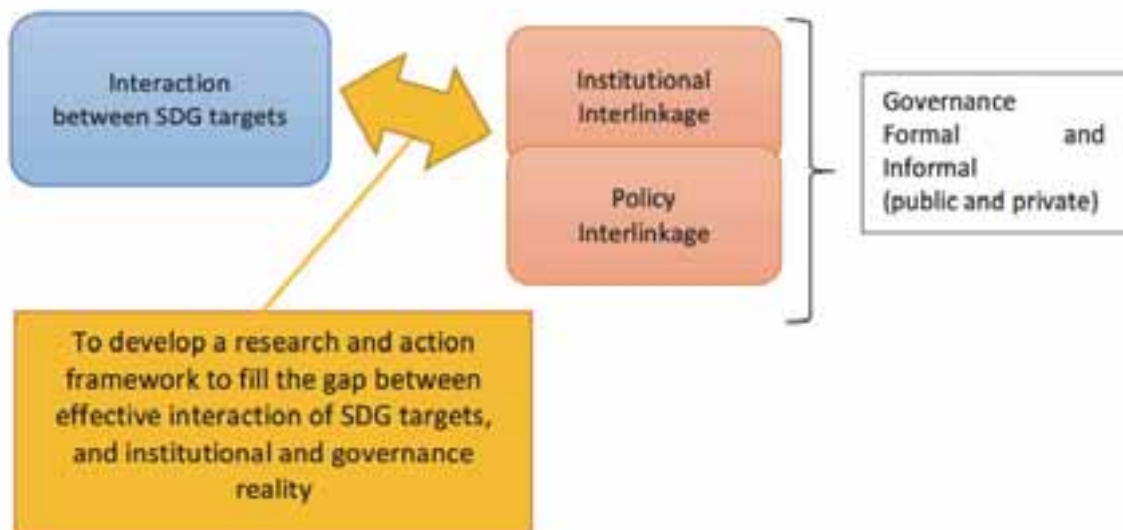 Interaction
between SDG targets
Institutional
Interlinkage
Policy
Interlinkage
Governance
Formal and
Informal
(public and private)
To develop a research and action
framework to fill the gap between
effective interaction of SDG targets,
and institutional and governance
reality